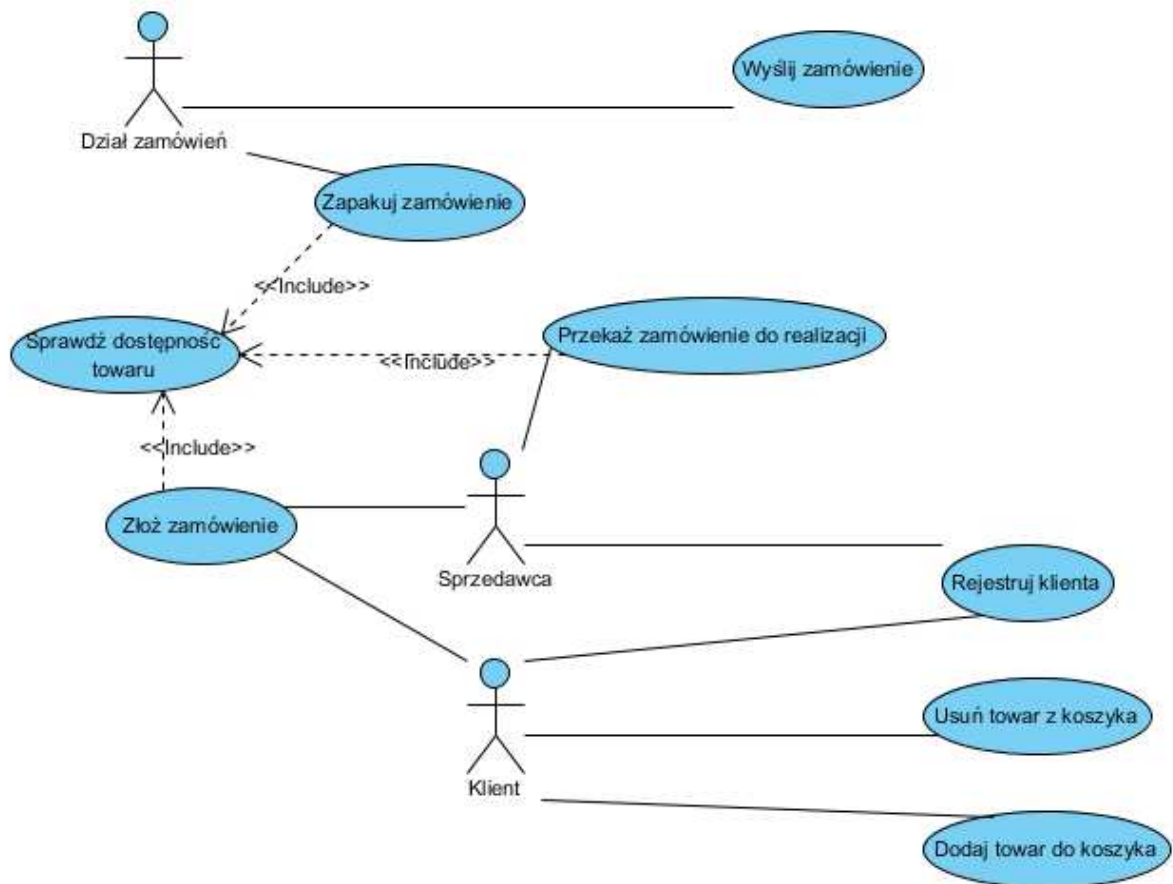 Wyślij zamówienie
Dział zamówień
Zapakuj zamówienie
<<Include>>
Sprawdź dostępność
towaru
Przekaż zamówienie do realizacji
<<Include>>
<<Include>>
Złoż zamówienie
Sprzedawca
Rejestruj klienta
Usuń towar z koszyka
Klient
Dodaj towar do koszyka